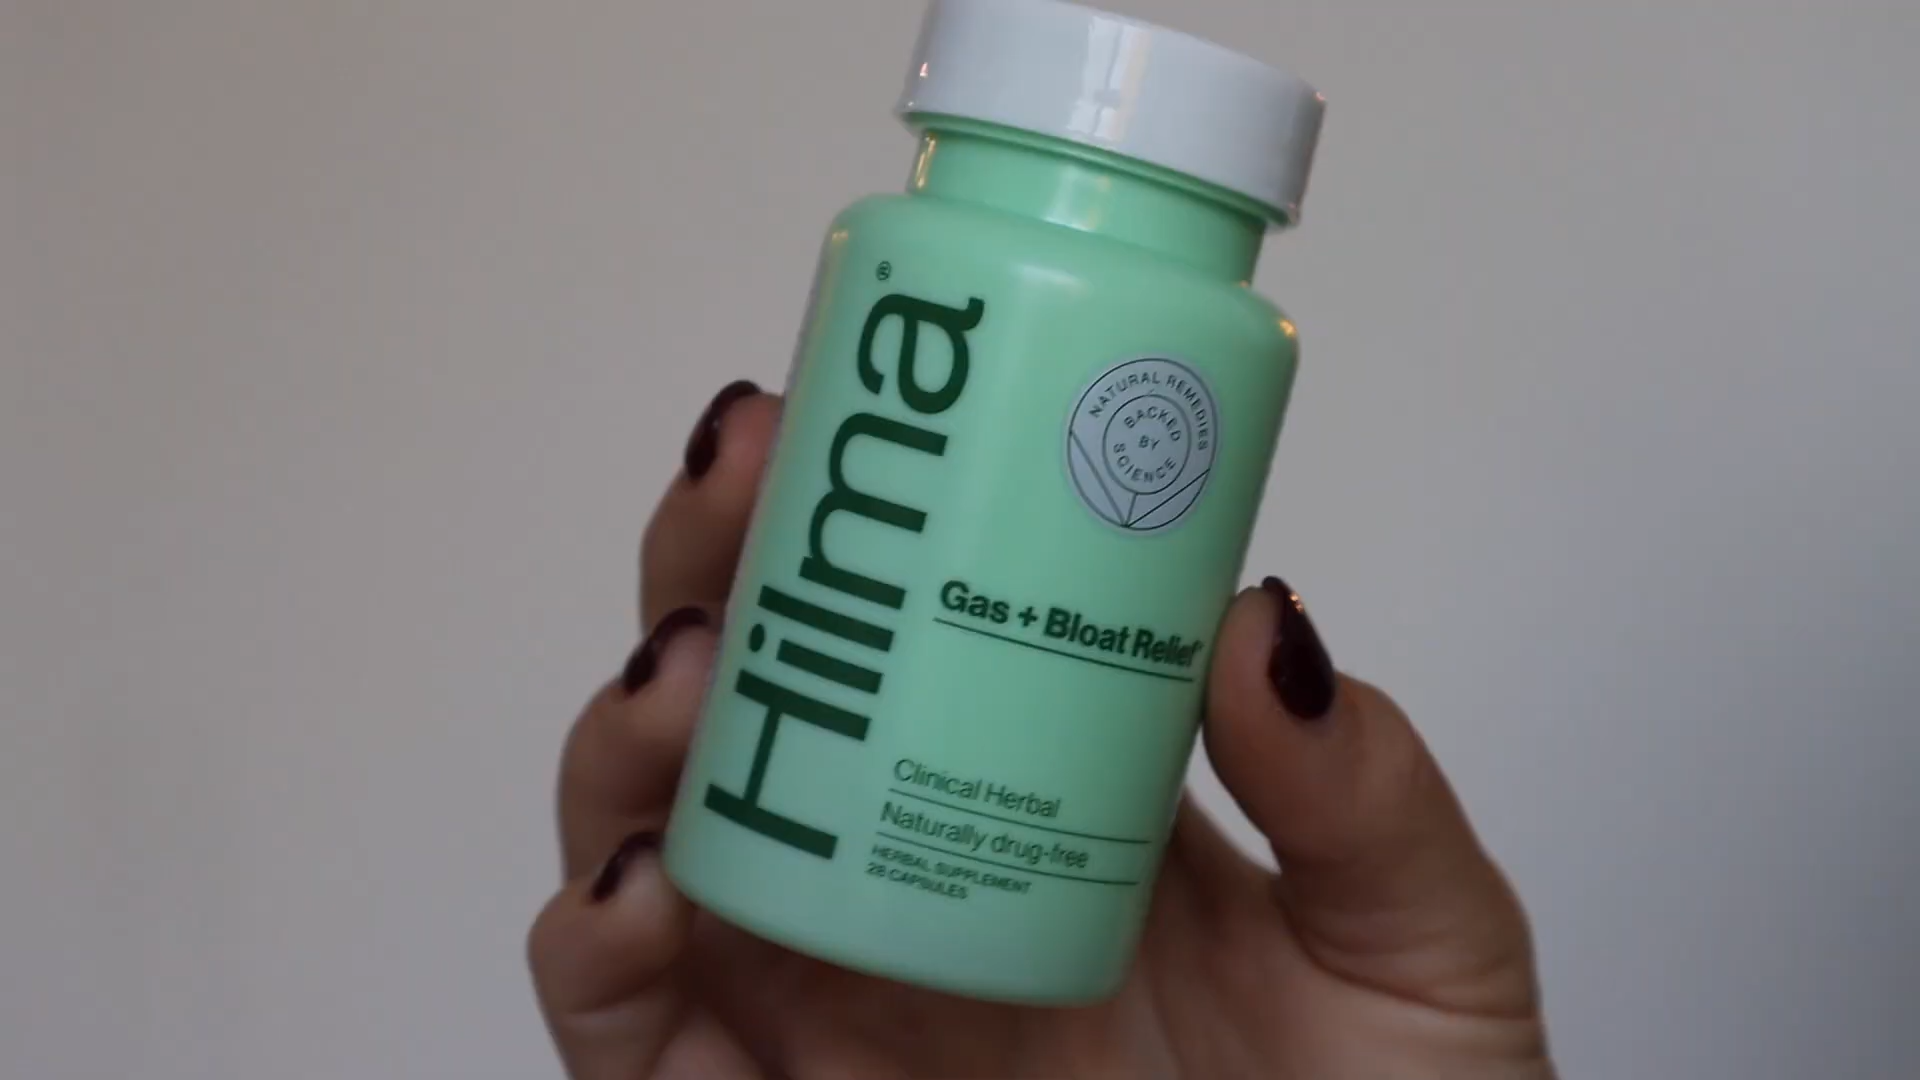 Hilma®
NATURAL REMEDIES
BACKED
BY
SCIENCE
Gas + Bloat Relief*
Clinical Herbal
Naturally drug-free
HERBAL SUPPLEMENT
28 CAPSULES